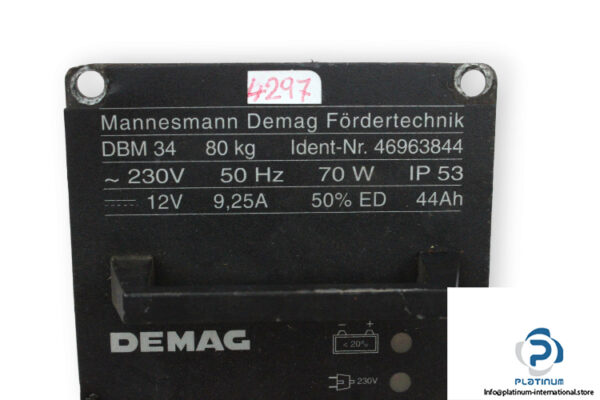 4297
Mannesmann Demag Fördertechnik
DBM 34 80 kg Ident-Nr. 46963844
~ 230V 50 Hz 70 W IP 53
12V 9,25A 50% ED 44Ah
DEMAG
- +
< 20%
230V
PLATINUM
info@platinum-international.store